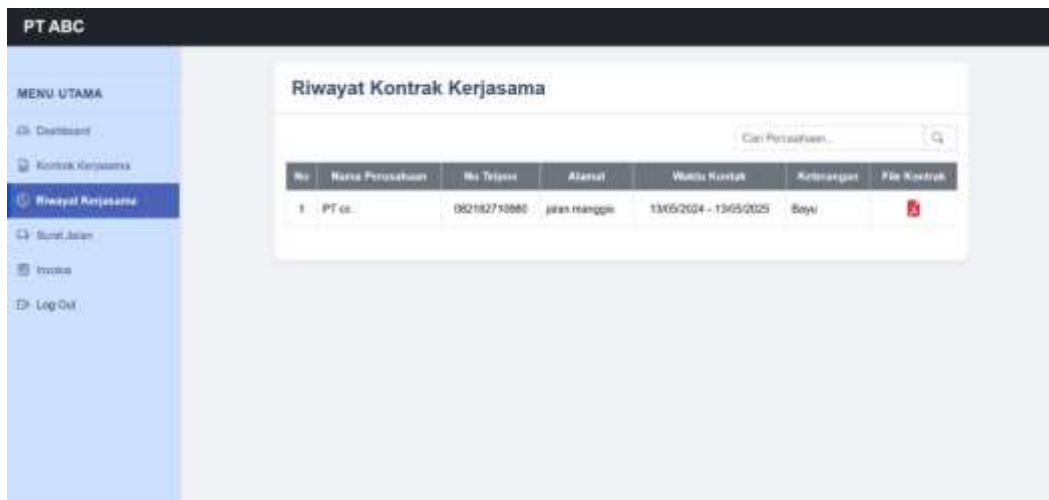 PT ABC
MENU UTAMA
Dashboard
Kontrak Kerjasama
Riwayat Kerjasama
Surat Jalan
Invoice
Log Out
Riwayat Kontrak Kerjasama
Cari Perusahaan...
No Nama Perusahaan No Telpon Alamat Waktu Kontak Keterangan File Kontrak
1 PT cc. 082182710860 jalan manggis 13/05/2024 - 13/05/2025 Bayu